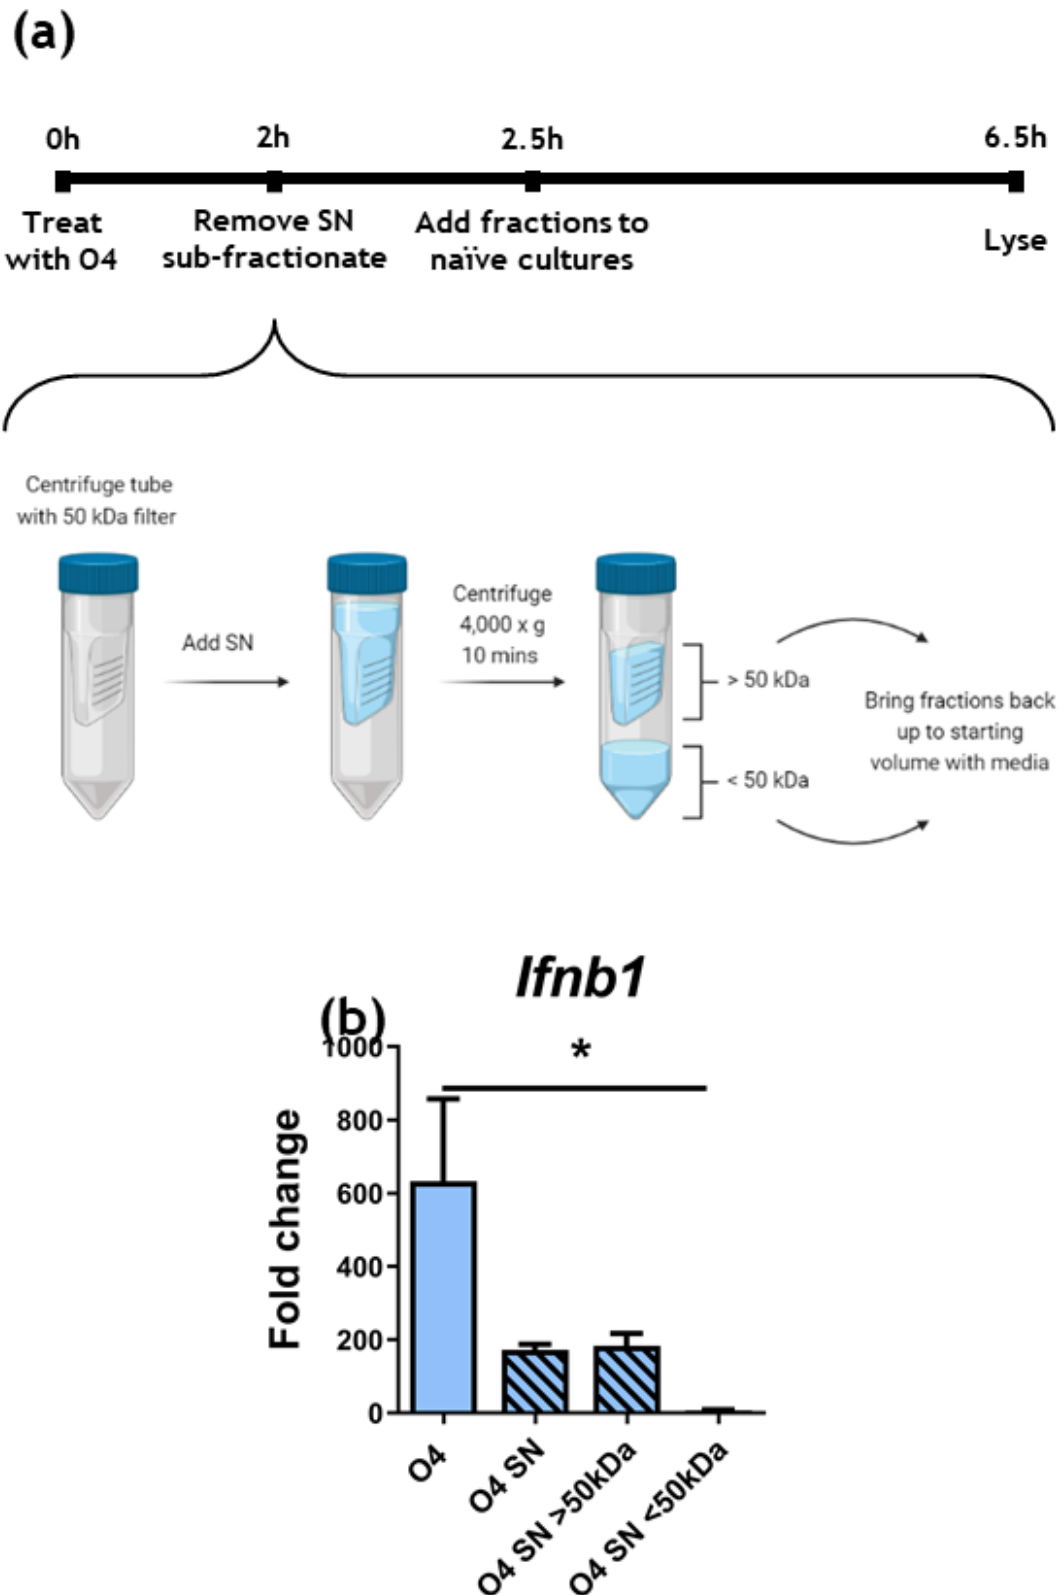 (a)
0h 2h 2.5h 6.5h
Treat Remove SN Add fractions to Lyse
with O4 sub-fractionate naïve cultures
Centrifuge tube
with 50 kDa filter
Add SN
Centrifuge
4,000 x g
10 mins
> 50 kDa
< 50 kDa
Bring fractions back
up to starting
volume with media
Ifnb1
(b)
*
Fold change
1000
800
600
400
200
0
O4
O4 SN
O4 SN >50kDa
O4 SN <50kDa